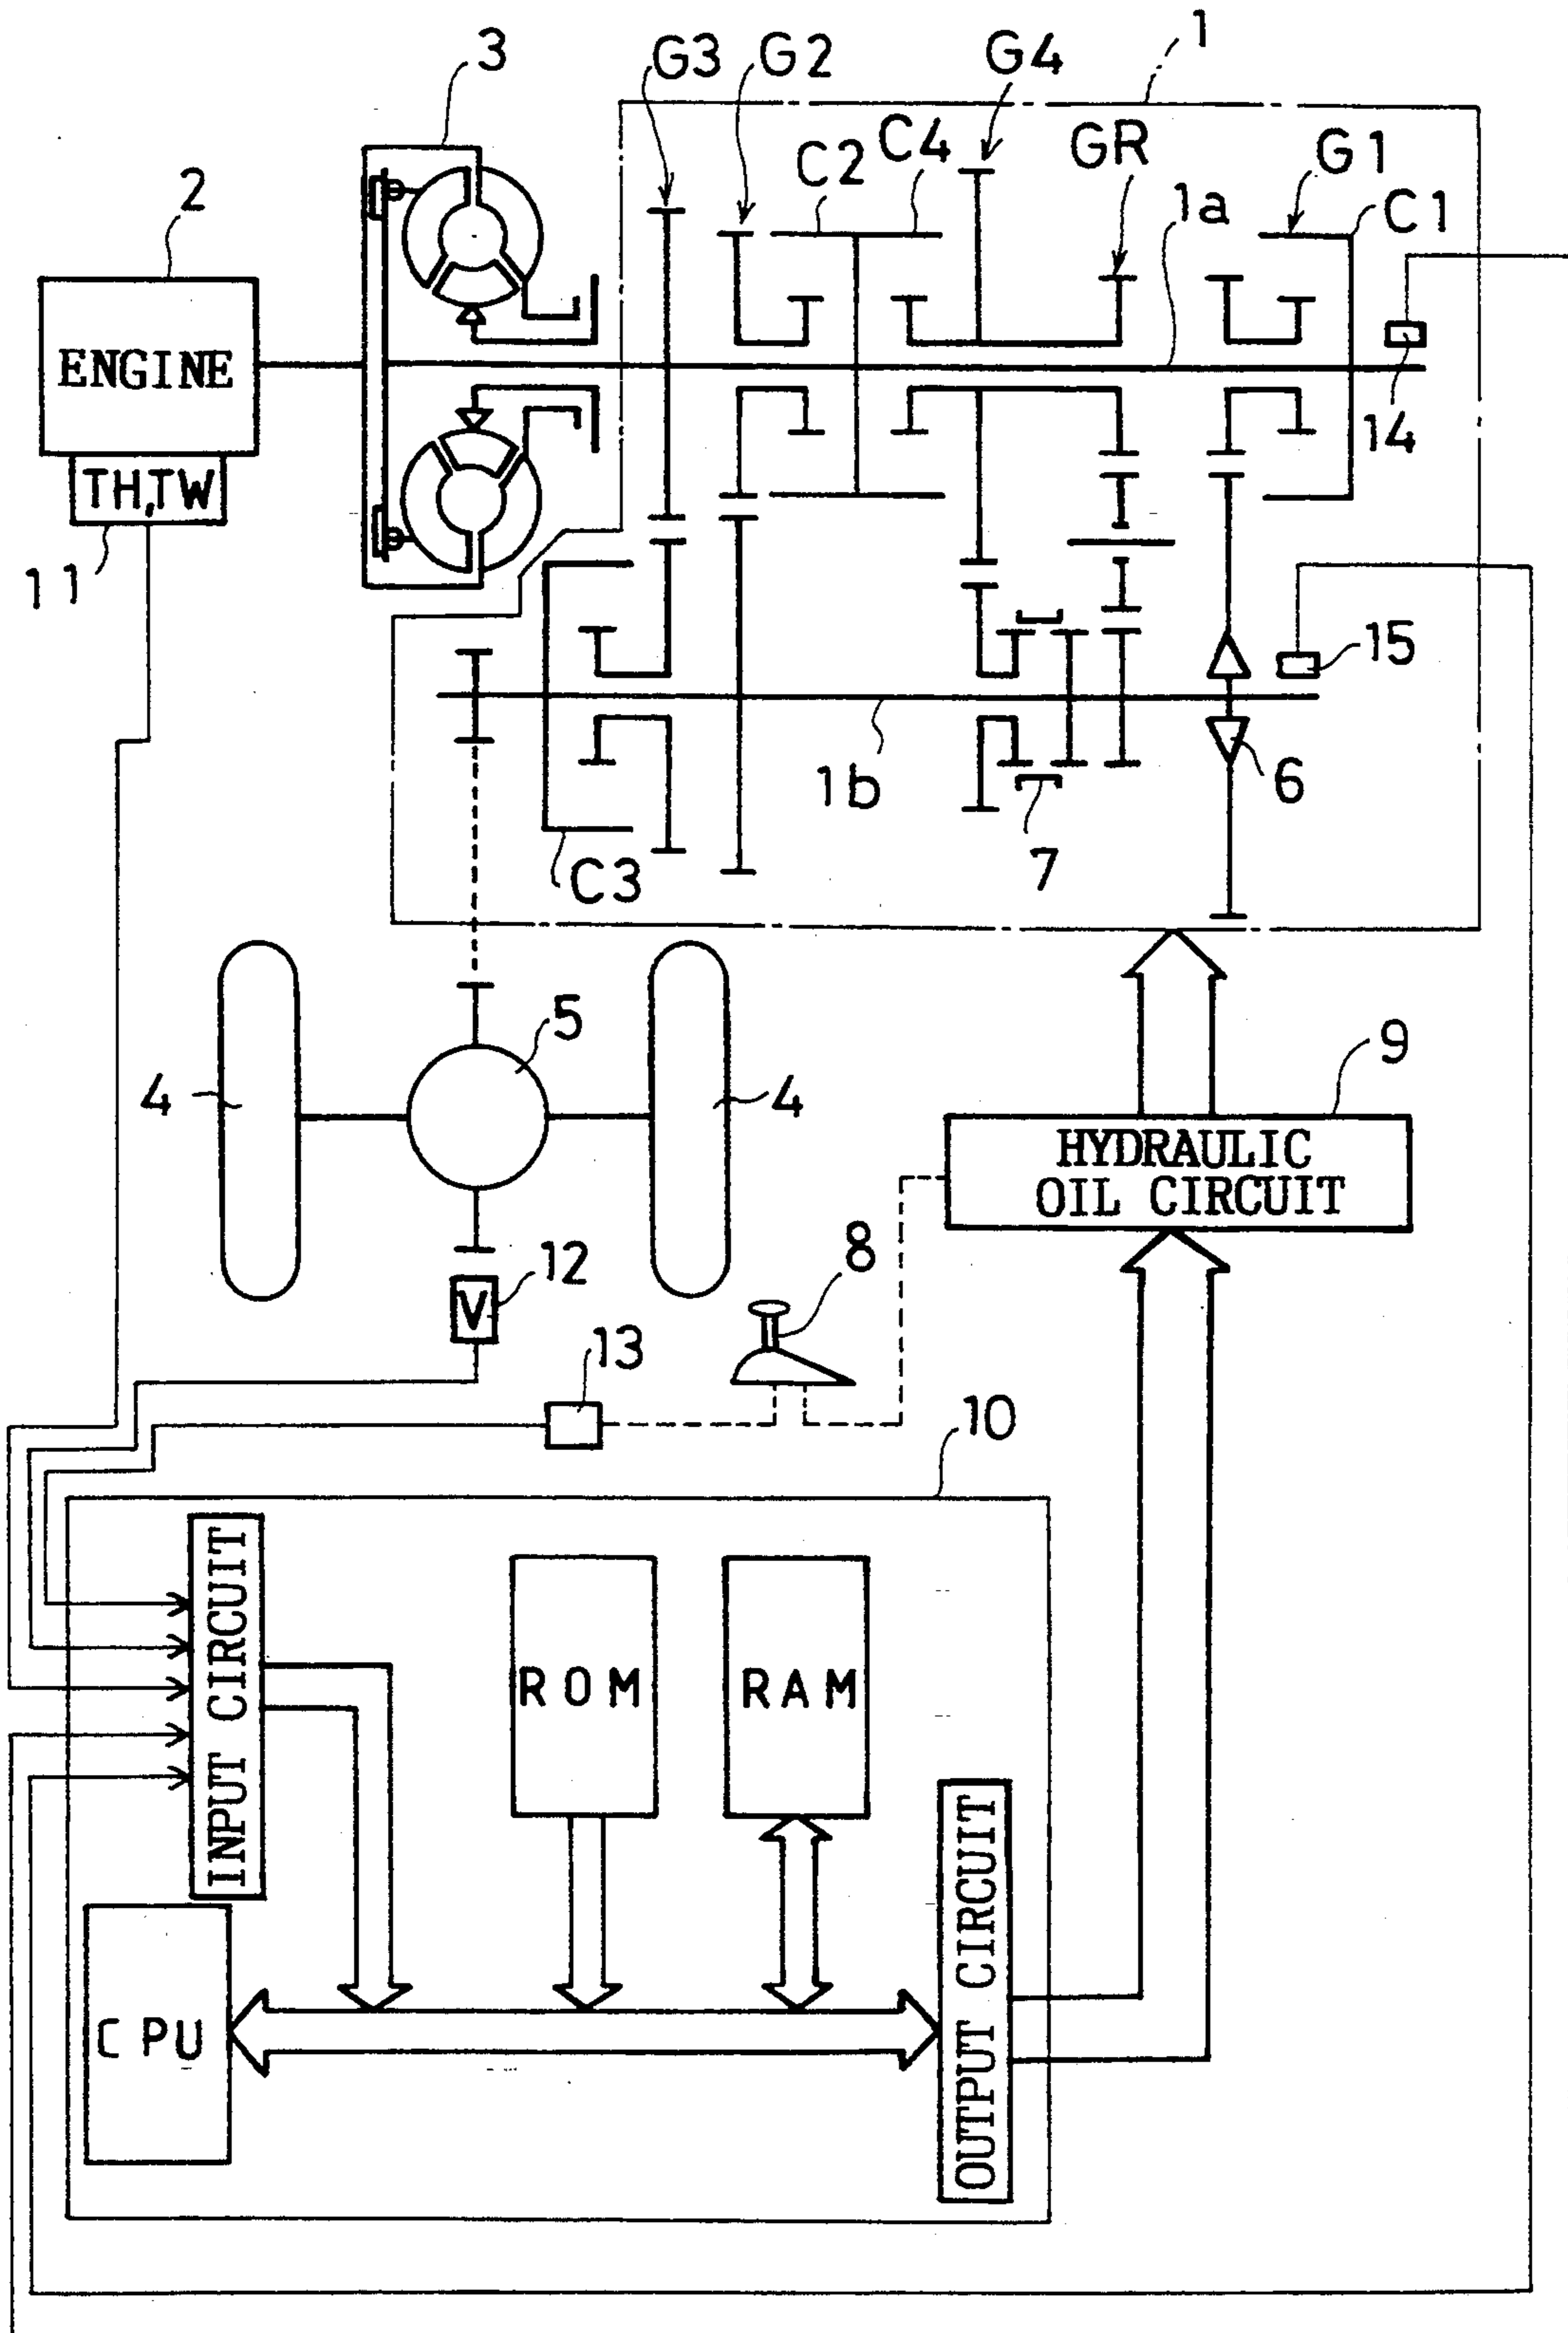 1
3
G3
G2
G4
C2
C4
GR
G1
1a
C1
2
ENGINE
14
TH,TW
11
15
1b
6
7
C3
5
9
4
4
HYDRAULIC
OIL CIRCUIT
8
12
V
13
10
INPUT CIRCUIT
ROM
RAM
OUTPUT CIRCUIT
CPU